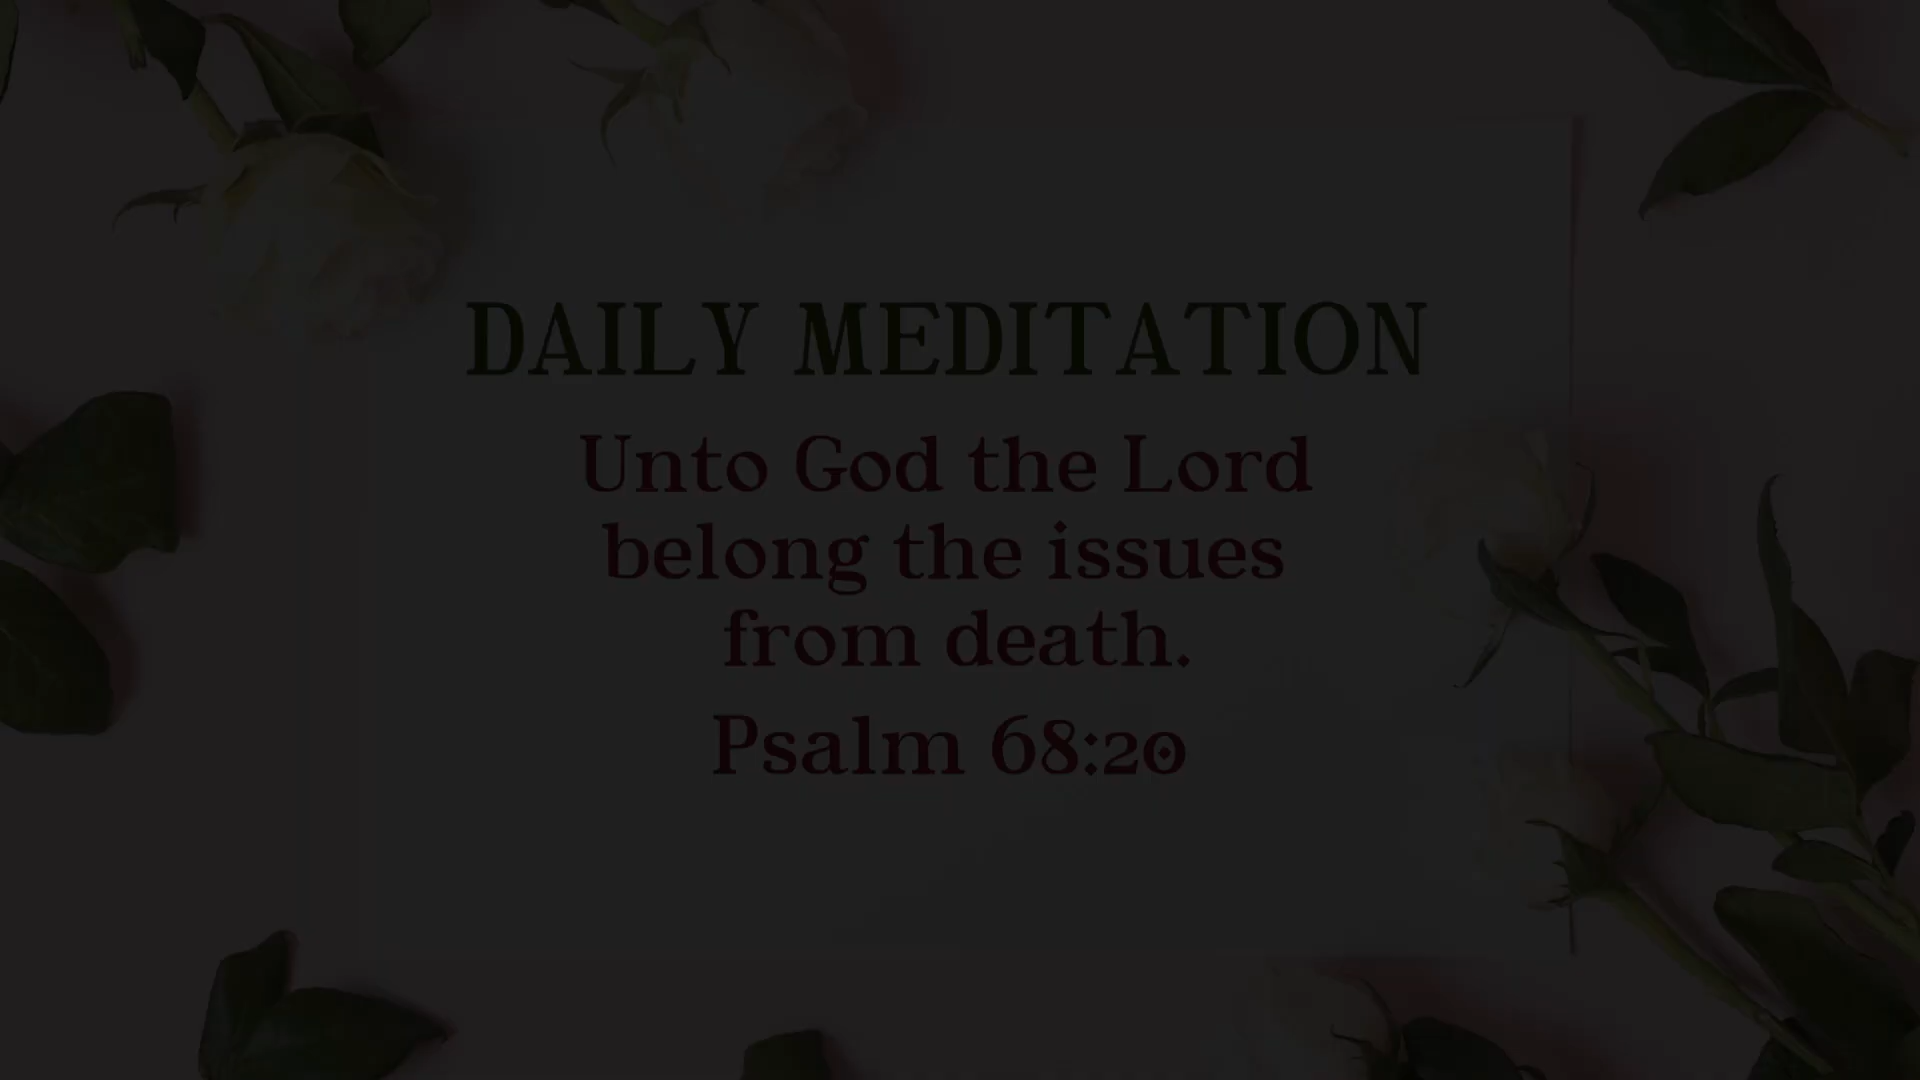 DAILY MEDITATION
Unto God the Lord
belong the issues
from death.
Psalm 68:20